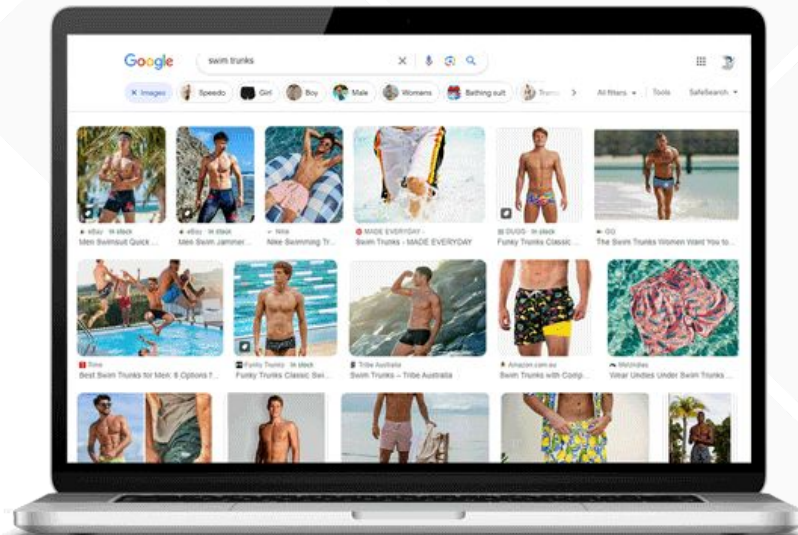 Google
swim trunks
Images
Speedo
Girl
Boy
Male
Womens
Bathing suit
All filters
Tools
SafeSearch
eBay · In stock
Men Swimsuit Quick ...
eBay · In stock
Men Swim Jammer...
Nike
Nike Swimming Tr...
MADE EVERYDAY -
Swim Trunks - MADE EVERYDAY
DUGG · In stock
Funky Trunks Classic ...
GQ
The Swim Trunks Women Want You to...
Best Swim Trunks for Men: 6 Options f...
Funky Trunks · In stock
Funky Trunks Classic Swi...
Tribe Australia
Swim Trunks – Tribe Australia
Amazon.com.au
Swim Trunks with Comp...
MeUndies
Wear Undies Under Swim Trunks ...